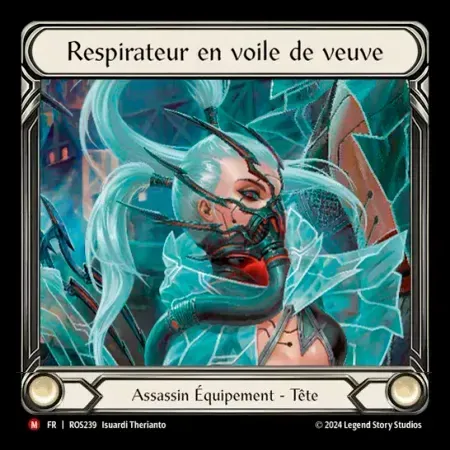 Respirateur en voile de veuve
Assassin Équipement - Tête
M FR | ROS239 Isuardi Therianto © 2024 Legend Story Studios